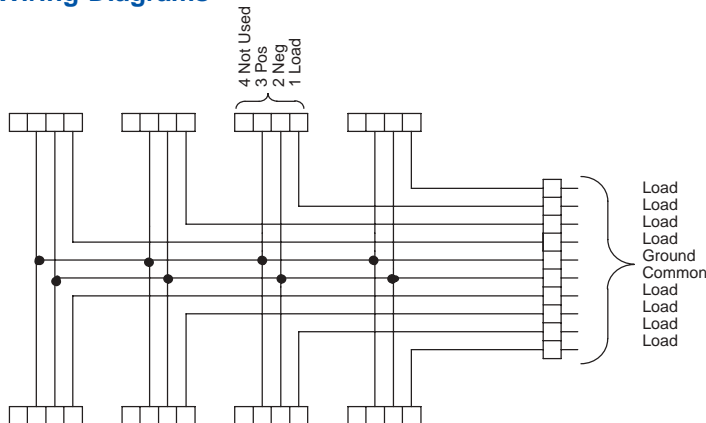 Wiring Diagrams
4 Not Used
3 Pos
2 Neg
1 Load
Load
Load
Load
Load
Ground
Common
Load
Load
Load
Load